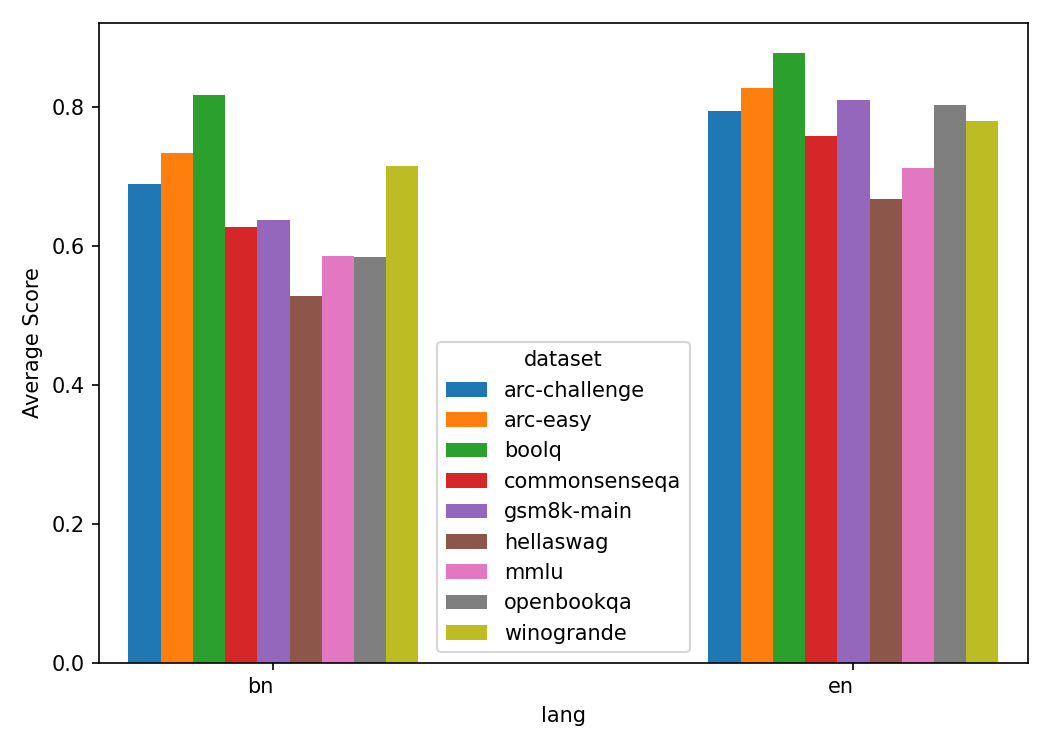 Average Score
0.8
0.6
0.4
0.2
0.0
dataset
arc-challenge
arc-easy
boolq
commonsenseqa
gsm8k-main
hellaswag
mmlu
openbookqa
winogrande
bn
en
lang